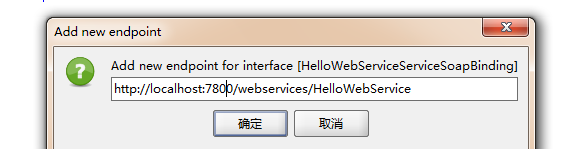 Add new endpoint
Add new endpoint for interface [HelloWebServiceServiceSoapBinding]
http://localhost:7800/webservices/HelloWebService
确定 取消